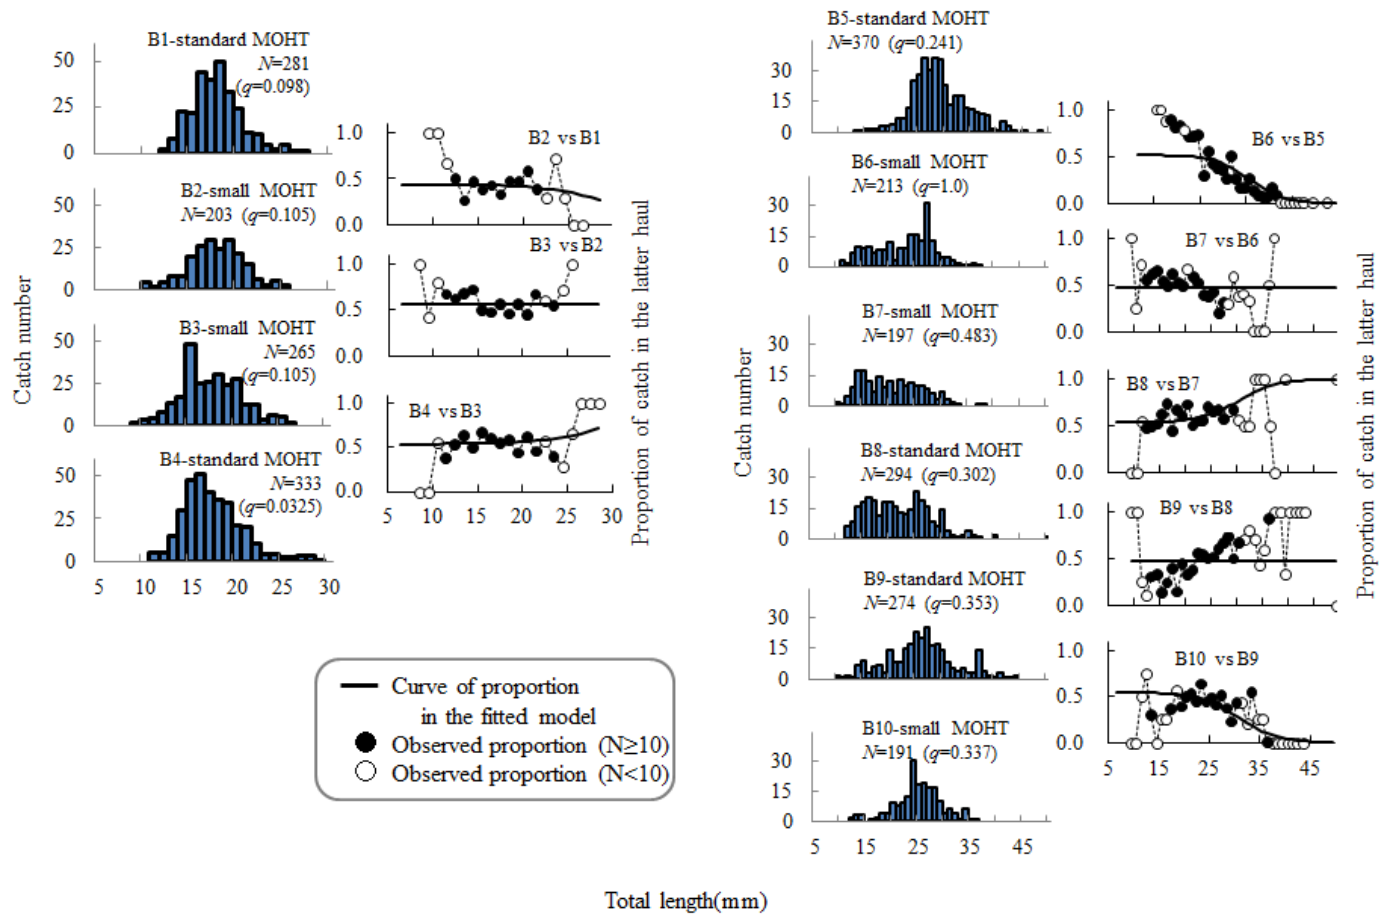 B1-standard MOHT
N=281
(q=0.098)
50
25
0
B2-small MOHT
N=203 (q=0.105)
50
25
0
B3-small MOHT
N=265
(q=0.105)
50
25
0
B4-standard MOHT
N=333
(q=0.0325)
50
25
0
5 10 15 20 25 30
Catch number
B2 vs B1
1.0
0.5
0.0
B3 vs B2
1.0
0.5
0.0
B4 vs B3
1.0
0.5
0.0
5 10 15 20 25 30
Proportion of catch in the latter haul
Curve of proportion
in the fitted model
Observed proportion (N≥10)
Observed proportion (N<10)
B5-standard MOHT
N=370 (q=0.241)
30
15
0
B6-small MOHT
N=213 (q=1.0)
30
15
0
B7-small MOHT
N=197 (q=0.483)
30
15
0
B8-standard MOHT
N=294 (q=0.302)
30
15
0
B9-standard MOHT
N=274 (q=0.353)
30
15
0
B10-small MOHT
N=191 (q=0.337)
30
15
0
5 15 25 35 45
Catch number
B6 vs B5
1.0
0.5
0.0
B7 vs B6
1.0
0.5
0.0
B8 vs B7
1.0
0.5
0.0
B9 vs B8
1.0
0.5
0.0
B10 vs B9
1.0
0.5
0.0
5 15 25 35 45
Proportion of catch in the latter haul
Total length(mm)